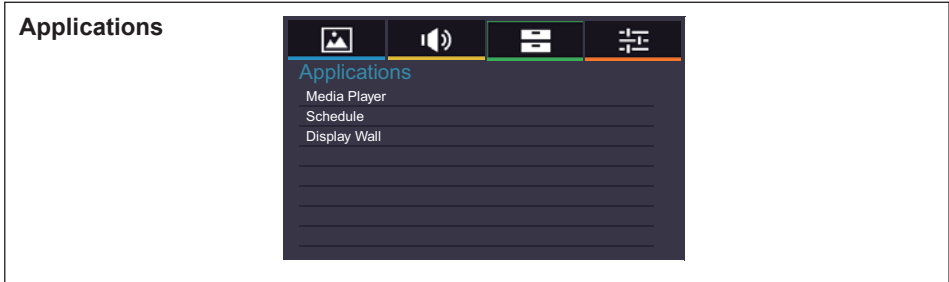 Applications
Applications
Media Player
Schedule
Display Wall